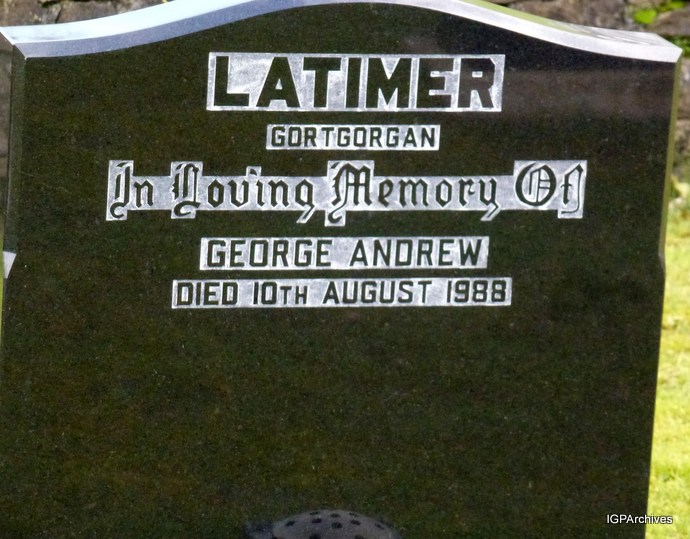 LATIMER
GORTGORGAN
In Loving Memory Of
GEORGE ANDREW
DIED 10TH AUGUST 1988
IGPArchives